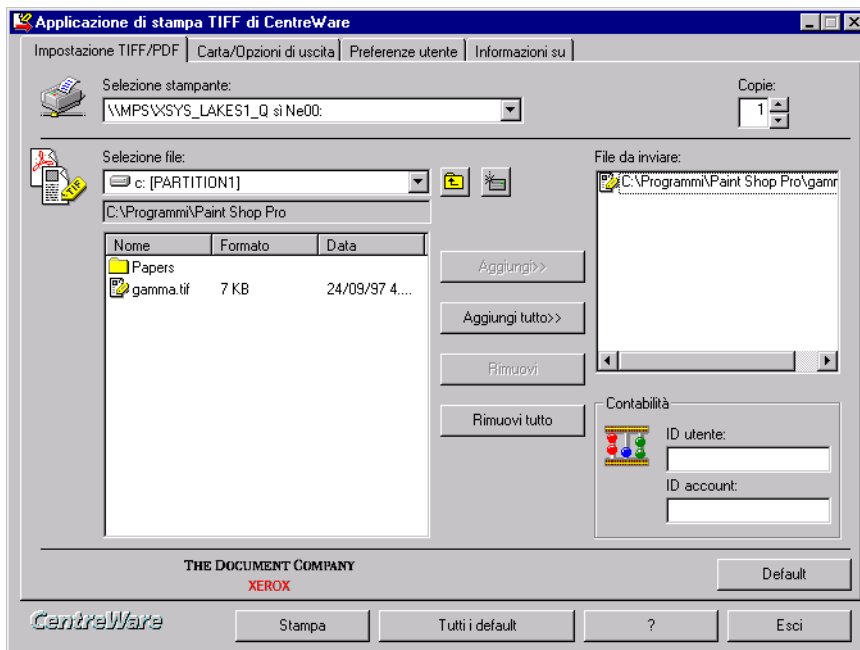 Applicazione di stampa TIFF di CentreWare
Impostazione TIFF/PDF Carta/Opzioni di uscita Preferenze utente Informazioni su
Selezione stampante:
Copie:
\\MPS\XSYS_LAKES1_Q sì Ne00:
1
Selezione file:
File da inviare:
c: [PARTITION1]
C:\Programmi\Paint Shop Pro\gamr
C:\Programmi\Paint Shop Pro
Nome Formato Data
Papers
gamma.tif 7 KB 24/09/97 4....
Aggiungi>>
Aggiungi tutto>>
Rimuovi
Rimuovi tutto
Contabilità
ID utente:
ID account:
THE DOCUMENT COMPANY
XEROX
Default
CentreWare
Stampa
Tutti i default
?
Esci
PDF
TIF